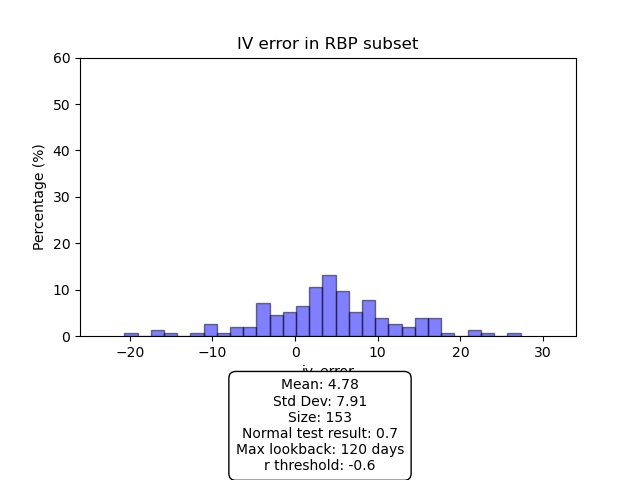 IV error in RBP subset
60
50
40
30
20
10
0
Percentage (%)
−20 −10 0 10 20 30
iv_error
Mean: 4.78
Std Dev: 7.91
Size: 153
Normal test result: 0.7
Max lookback: 120 days
r threshold: -0.6